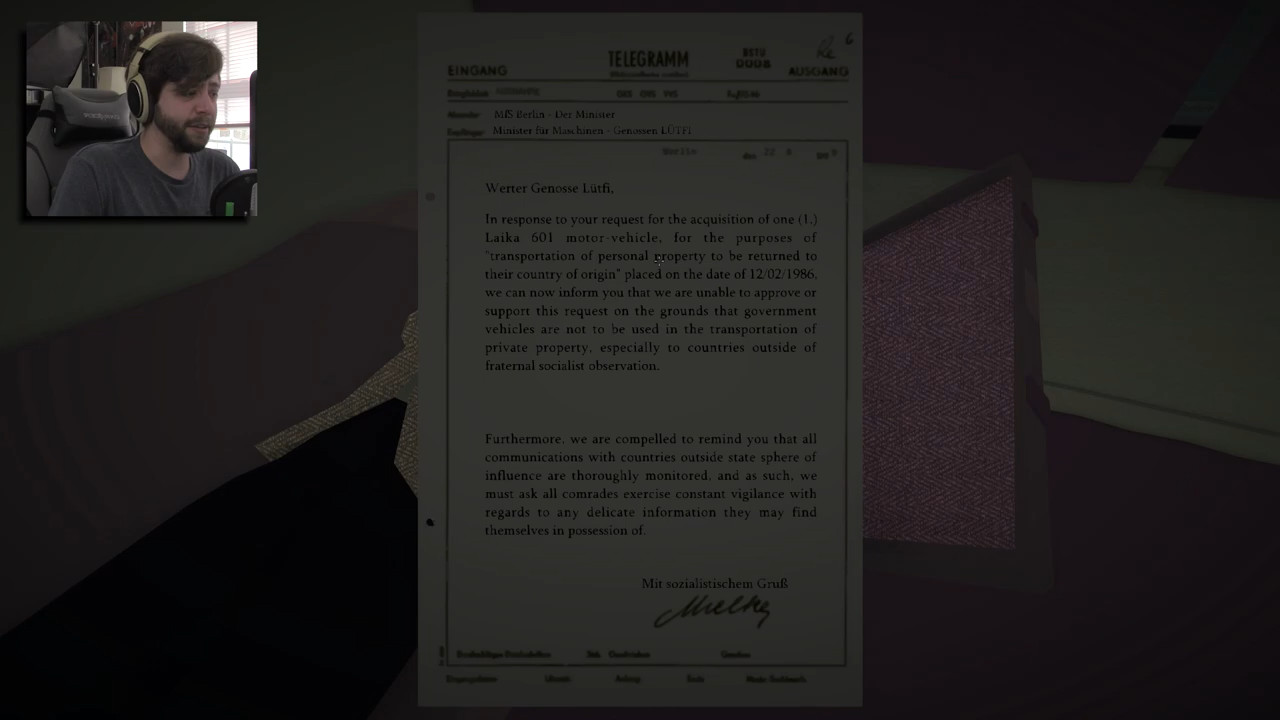 TELEGRAMM
BSTU
EINGANG
AUSGANG
MfS Berlin - Der Minister
Minister für Maschinen - Genossen LÜTFI
Werter Genosse Lütfi,
In response to your request for the acquisition of one (1.)
Laika 601 motor-vehicle, for the purposes of
"transportation of personal property to be returned to
their country of origin" placed on the date of 12/02/1986,
we can now inform you that we are unable to approve or
support this request on the grounds that government
vehicles are not to be used in the transportation of
private property, especially to countries outside of
fraternal socialist observation.
Furthermore, we are compelled to remind you that all
communications with countries outside state sphere of
influence are thoroughly monitored, and as such, we
must ask all comrades exercise constant vigilance with
regards to any delicate information they may find
themselves in possession of.
Mit sozialistischem Gruß
Mielke